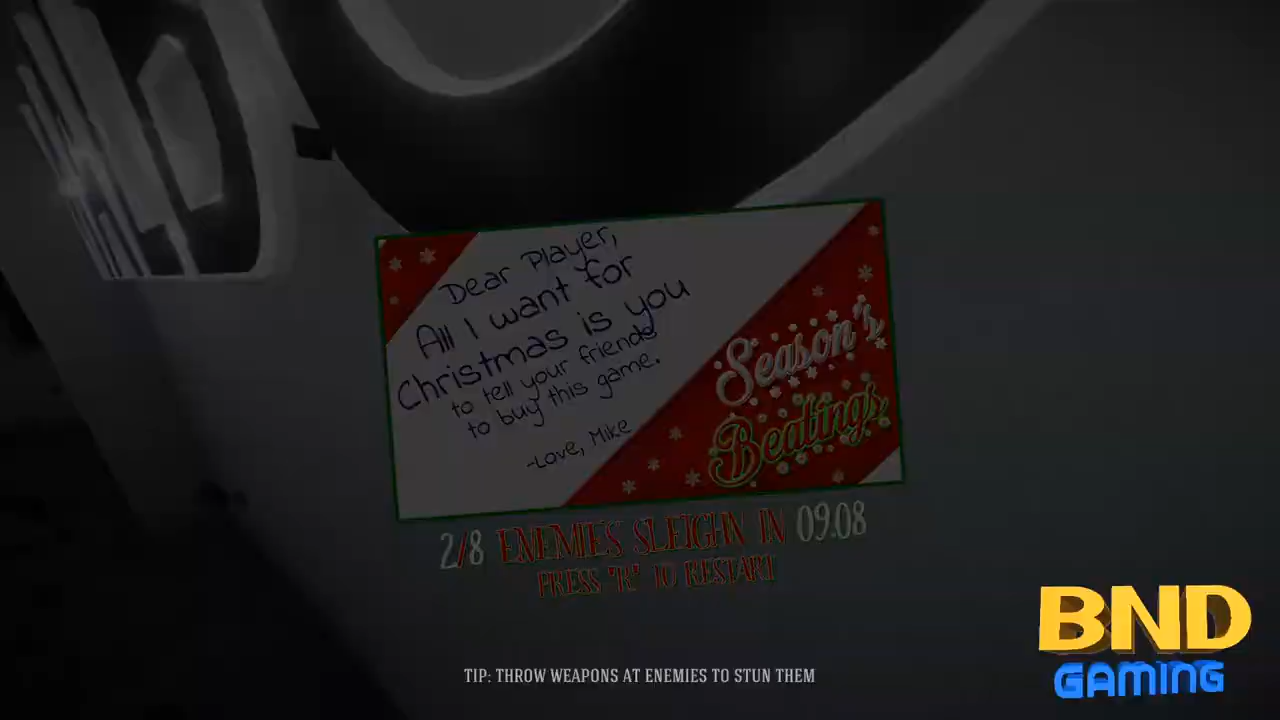 Dear Player,
All I want for
Christmas is you
to tell your friends
to buy this game.
-Love, Mike
Season's
Beatings
2/8 ENEMIES SLEIGHN IN 09.08
PRESS "R" TO RESTART
TIP: THROW WEAPONS AT ENEMIES TO STUN THEM
BND
GAMING